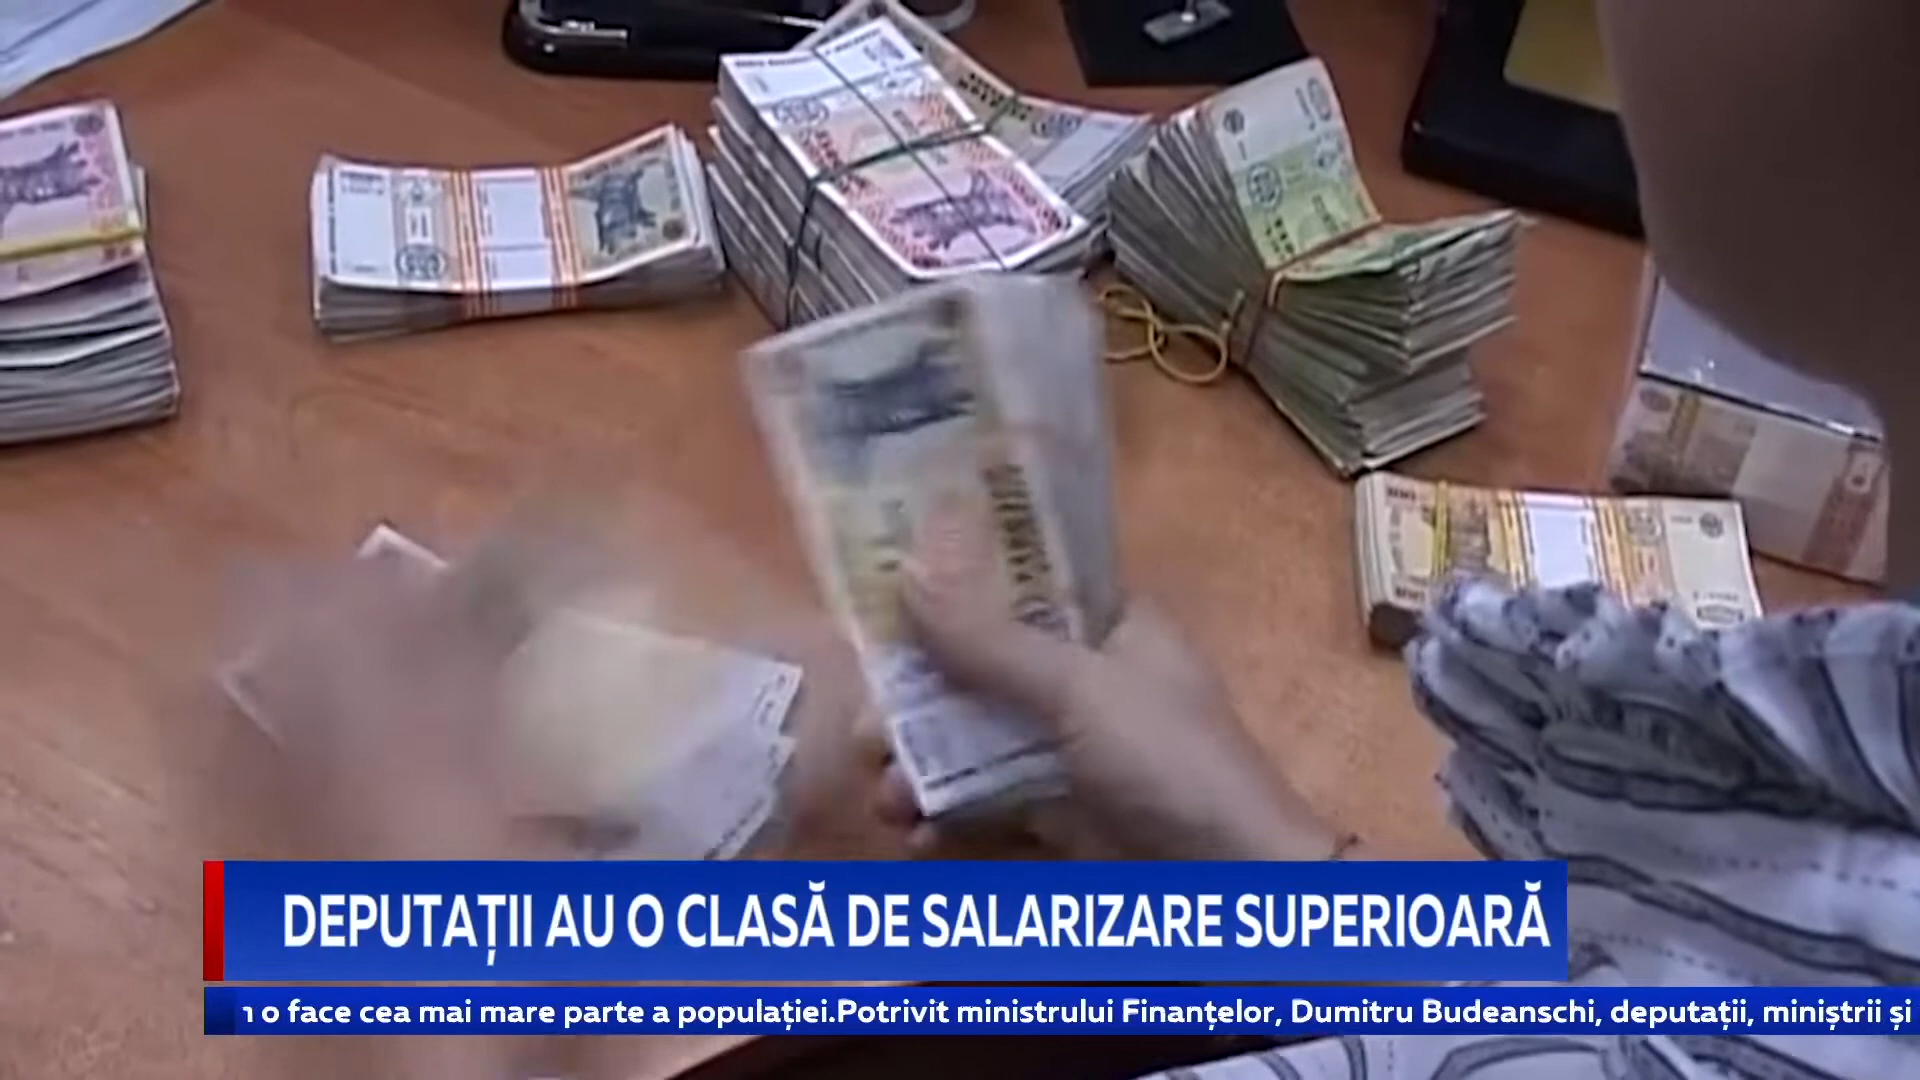 DEPUTAȚII AU O CLASĂ DE SALARIZARE SUPERIOARĂ
o face cea mai mare parte a populației.Potrivit ministrului Finanțelor, Dumitru Budeanschi, deputații, miniștrii și